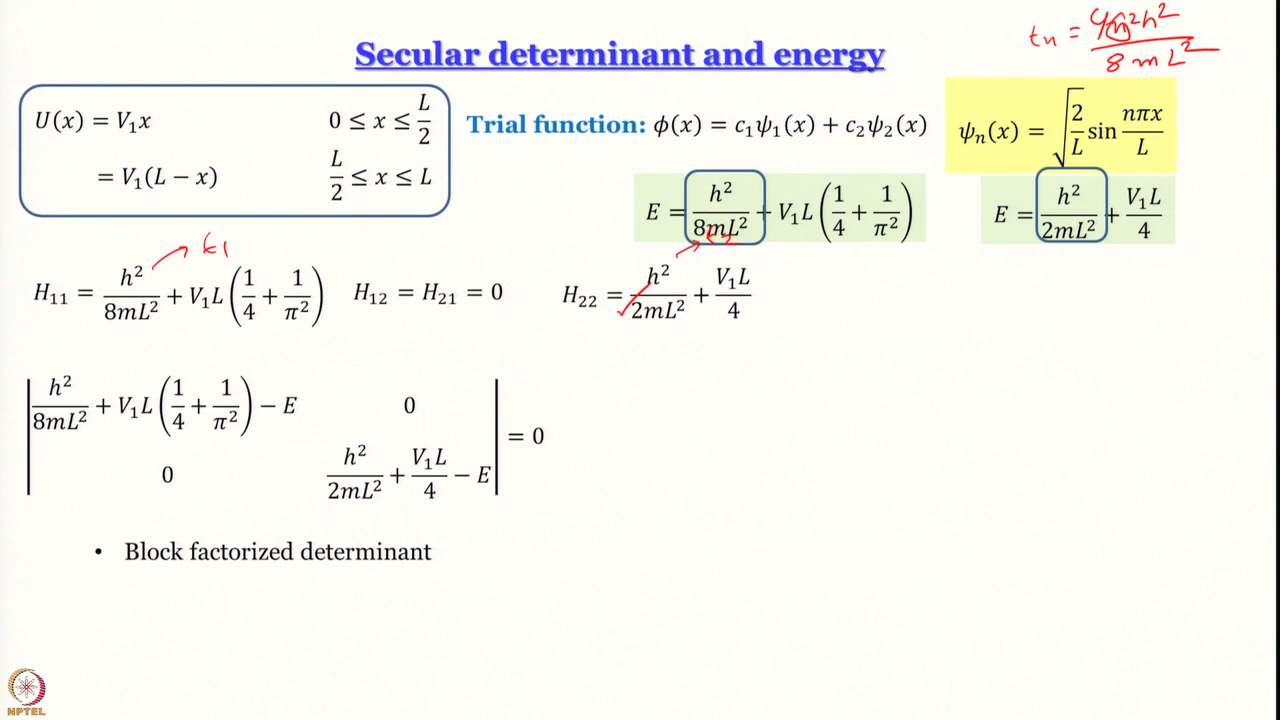 Secular determinant and energy
Eₙ = 4n²h² / 8mL²
U(x) = V₁x    0 ≤ x ≤ L/2
= V₁(L − x)    L/2 ≤ x ≤ L
Trial function: ϕ(x) = c₁ψ₁(x) + c₂ψ₂(x)
ψₙ(x) = √(2/L) sin nπx/L
E = h²/8mL² + V₁L(1/4 + 1/π²)
E = h²/2mL² + V₁L/4
E₁
E₂
H₁₁ = h²/8mL² + V₁L(1/4 + 1/π²)    H₁₂ = H₂₁ = 0    H₂₂ = h²/2mL² + V₁L/4
| h²/8mL² + V₁L(1/4 + 1/π²) − E    0 |
| 0    h²/2mL² + V₁L/4 − E | = 0
• Block factorized determinant
NPTEL